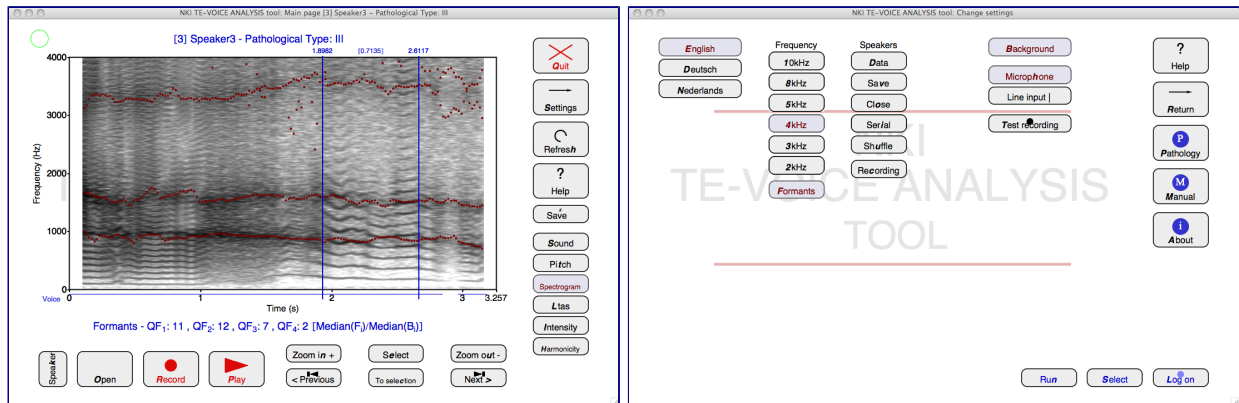 NKI TE-VOICE ANALYSIS tool: Main page [3] Speaker3 - Pathological Type: III
[3] Speaker3 - Pathological Type: III
1.8982 [0.7135] 2.6117
4000
3000
2000
1000
0
Frequency (Hz)
Voice 0 1 2 3 3.257
Time (s)
Formants - QF1: 11 , QF2: 12 , QF3: 7 , QF4: 2 [Median(Fi)/Median(Bi)]
Quit
Settings
Refresh
?
Help
Save
Sound
Pitch
Spectrogram
Ltas
Intensity
Harmonicity
Speaker
Open
Record
Play
Zoom in +
Select
Zoom out -
< Previous
To selection
Next >
NKI TE-VOICE ANALYSIS tool: Change settings
English
Deutsch
Nederlands
Frequency
10kHz
8kHz
5kHz
4kHz
3kHz
2kHz
Formants
Speakers
Data
Save
Close
Serial
Shuffle
Recording
Background
Microphone
Line input |
Test recording
?
Help
Return
P
Pathology
M
Manual
i
About
NKI
TE-VOICE ANALYSIS
TOOL
Run
Select
Log on